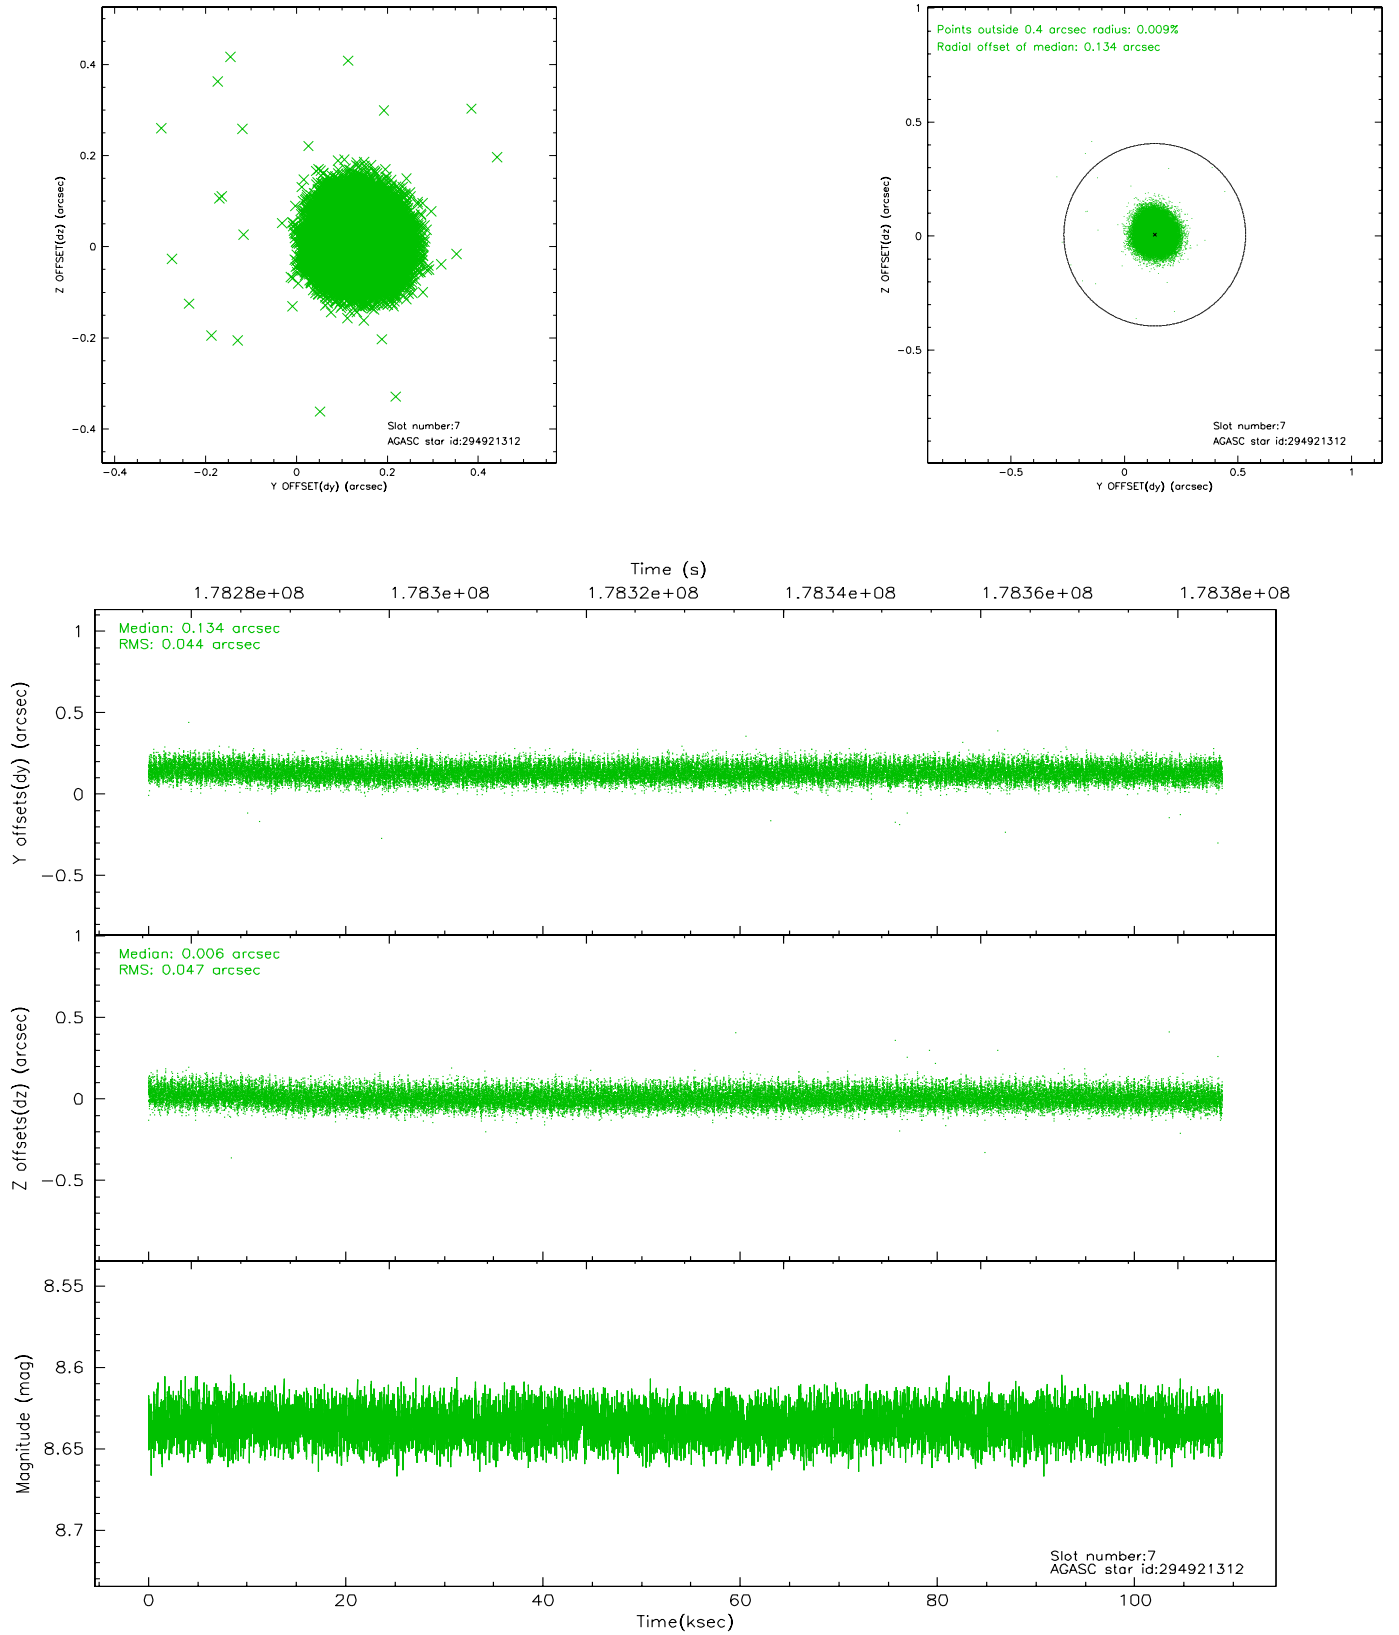 0.4
0.2
0
−0.2
−0.4
Z OFFSET(dz) (arcsec)
Slot number:7
AGASC star id:294921312
−0.4 −0.2 0 0.2 0.4
Y OFFSET(dy) (arcsec)
Points outside 0.4 arcsec radius: 0.009%
Radial offset of median: 0.134 arcsec
1
0.5
0
−0.5
Z OFFSET(dz) (arcsec)
Slot number:7
AGASC star id:294921312
−0.5 0 0.5 1
Y OFFSET(dy) (arcsec)
Time (s)
1.7828e+08 1.783e+08 1.7832e+08 1.7834e+08 1.7836e+08 1.7838e+08
Median: 0.134 arcsec
RMS: 0.044 arcsec
1
0.5
0
−0.5
Y offsets(dy) (arcsec)
Median: 0.006 arcsec
RMS: 0.047 arcsec
1
0.5
0
−0.5
Z offsets(dz) (arcsec)
8.55
8.6
8.65
8.7
Magnitude (mag)
Slot number:7
AGASC star id:294921312
0 20 40 60 80 100
Time(ksec)